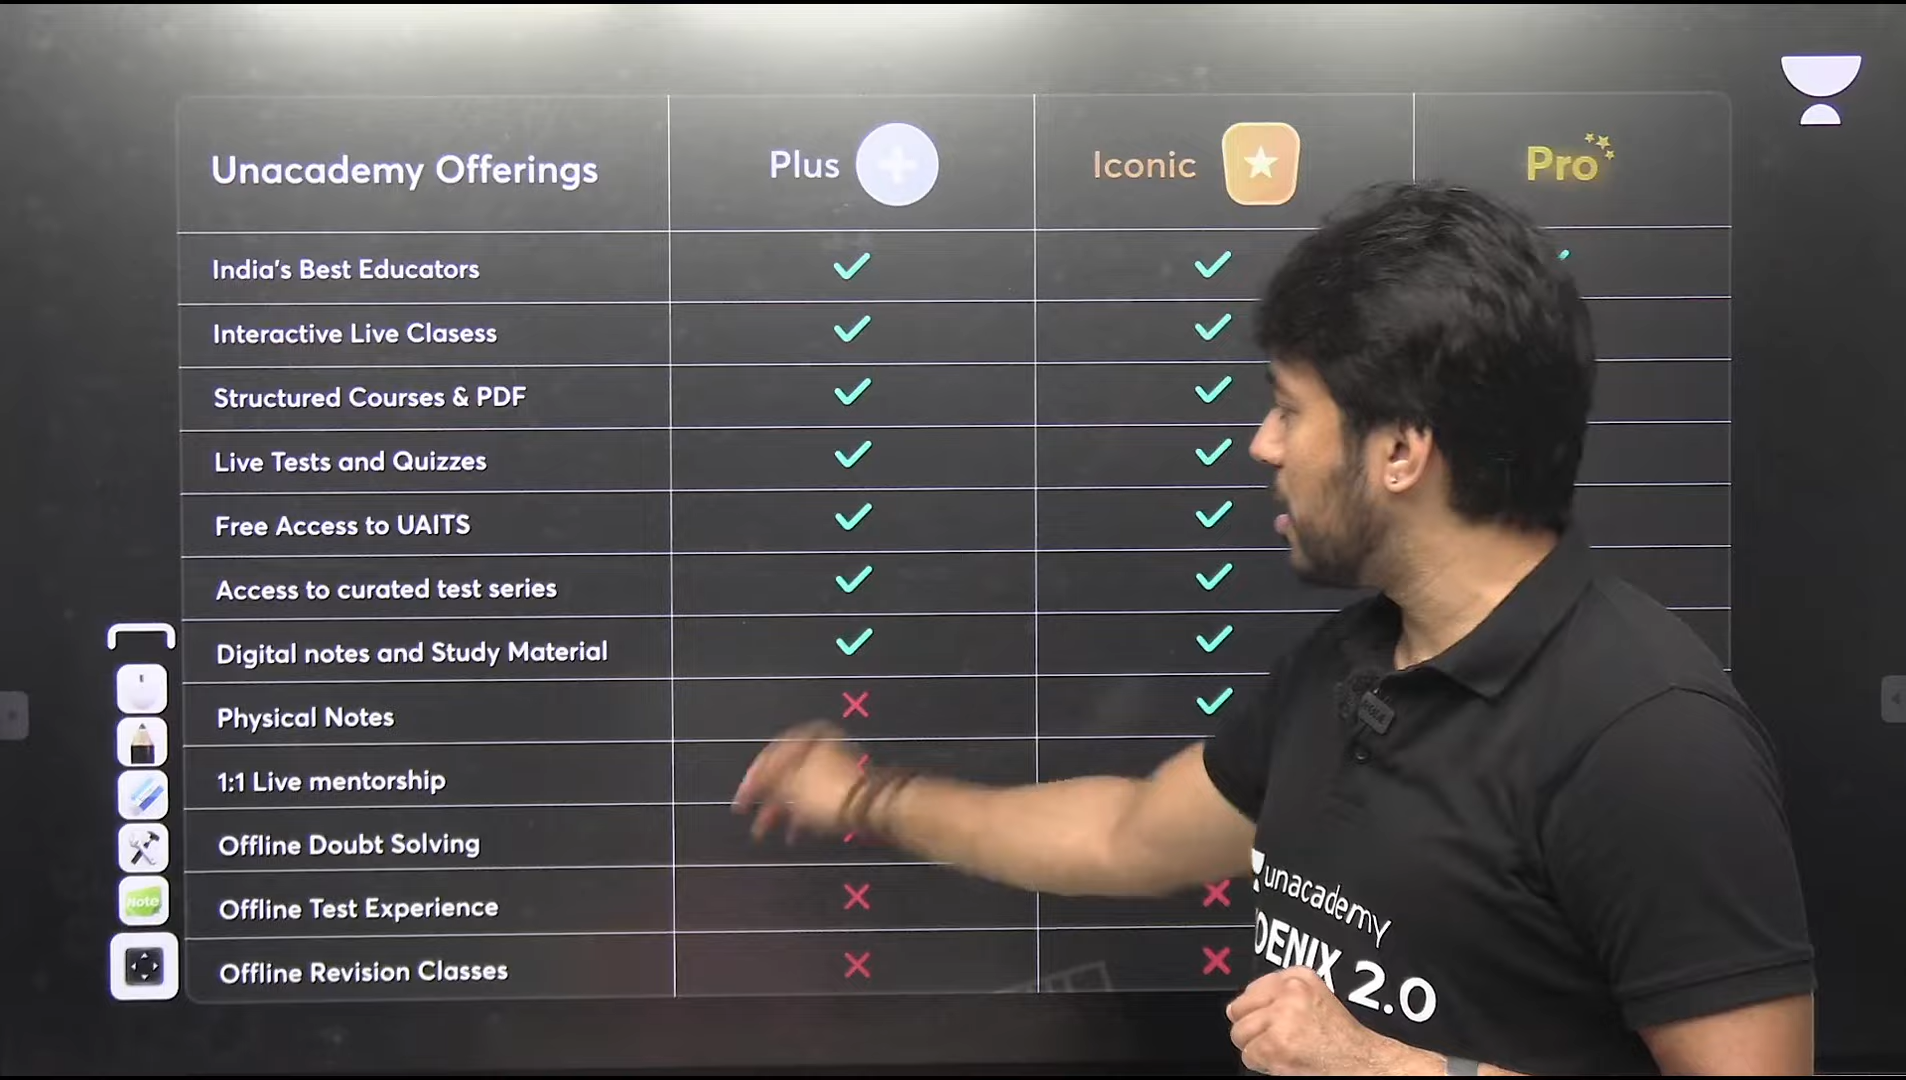 Unacademy Offerings Plus Iconic Pro
India's Best Educators
Interactive Live Clasess
Structured Courses & PDF
Live Tests and Quizzes
Free Access to UAITS
Access to curated test series
Digital notes and Study Material
Physical Notes
1:1 Live mentorship
Offline Doubt Solving
Offline Test Experience
Offline Revision Classes
Note
unacademy
OENIX 2.0